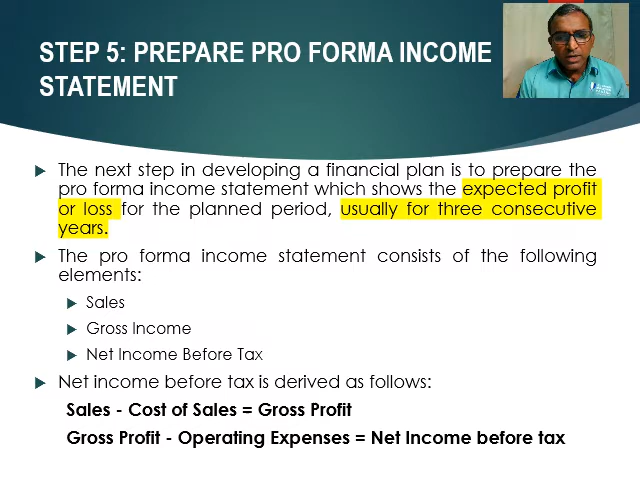 STEP 5: PREPARE PRO FORMA INCOME
STATEMENT
The next step in developing a financial plan is to prepare the
pro forma income statement which shows the expected profit
or loss for the planned period, usually for three consecutive
years.
The pro forma income statement consists of the following
elements:
Sales
Gross Income
Net Income Before Tax
Net income before tax is derived as follows:
Sales - Cost of Sales = Gross Profit
Gross Profit - Operating Expenses = Net Income before tax